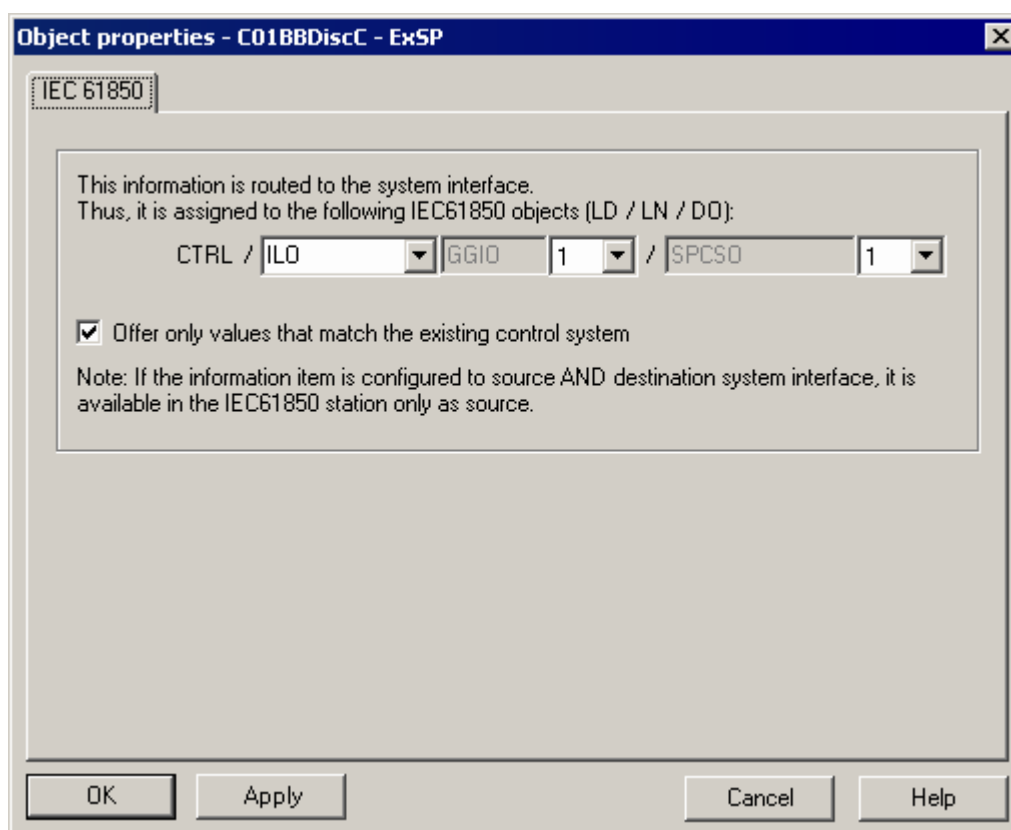 Object properties - C01BBDiscC - ExSP
IEC 61850
This information is routed to the system interface.
Thus, it is assigned to the following IEC61850 objects (LD / LN / DO):
CTRL / ILO GGIO 1 / SPCSO 1
Offer only values that match the existing control system
Note: If the information item is configured to source AND destination system interface, it is
available in the IEC61850 station only as source.
OK Apply Cancel Help